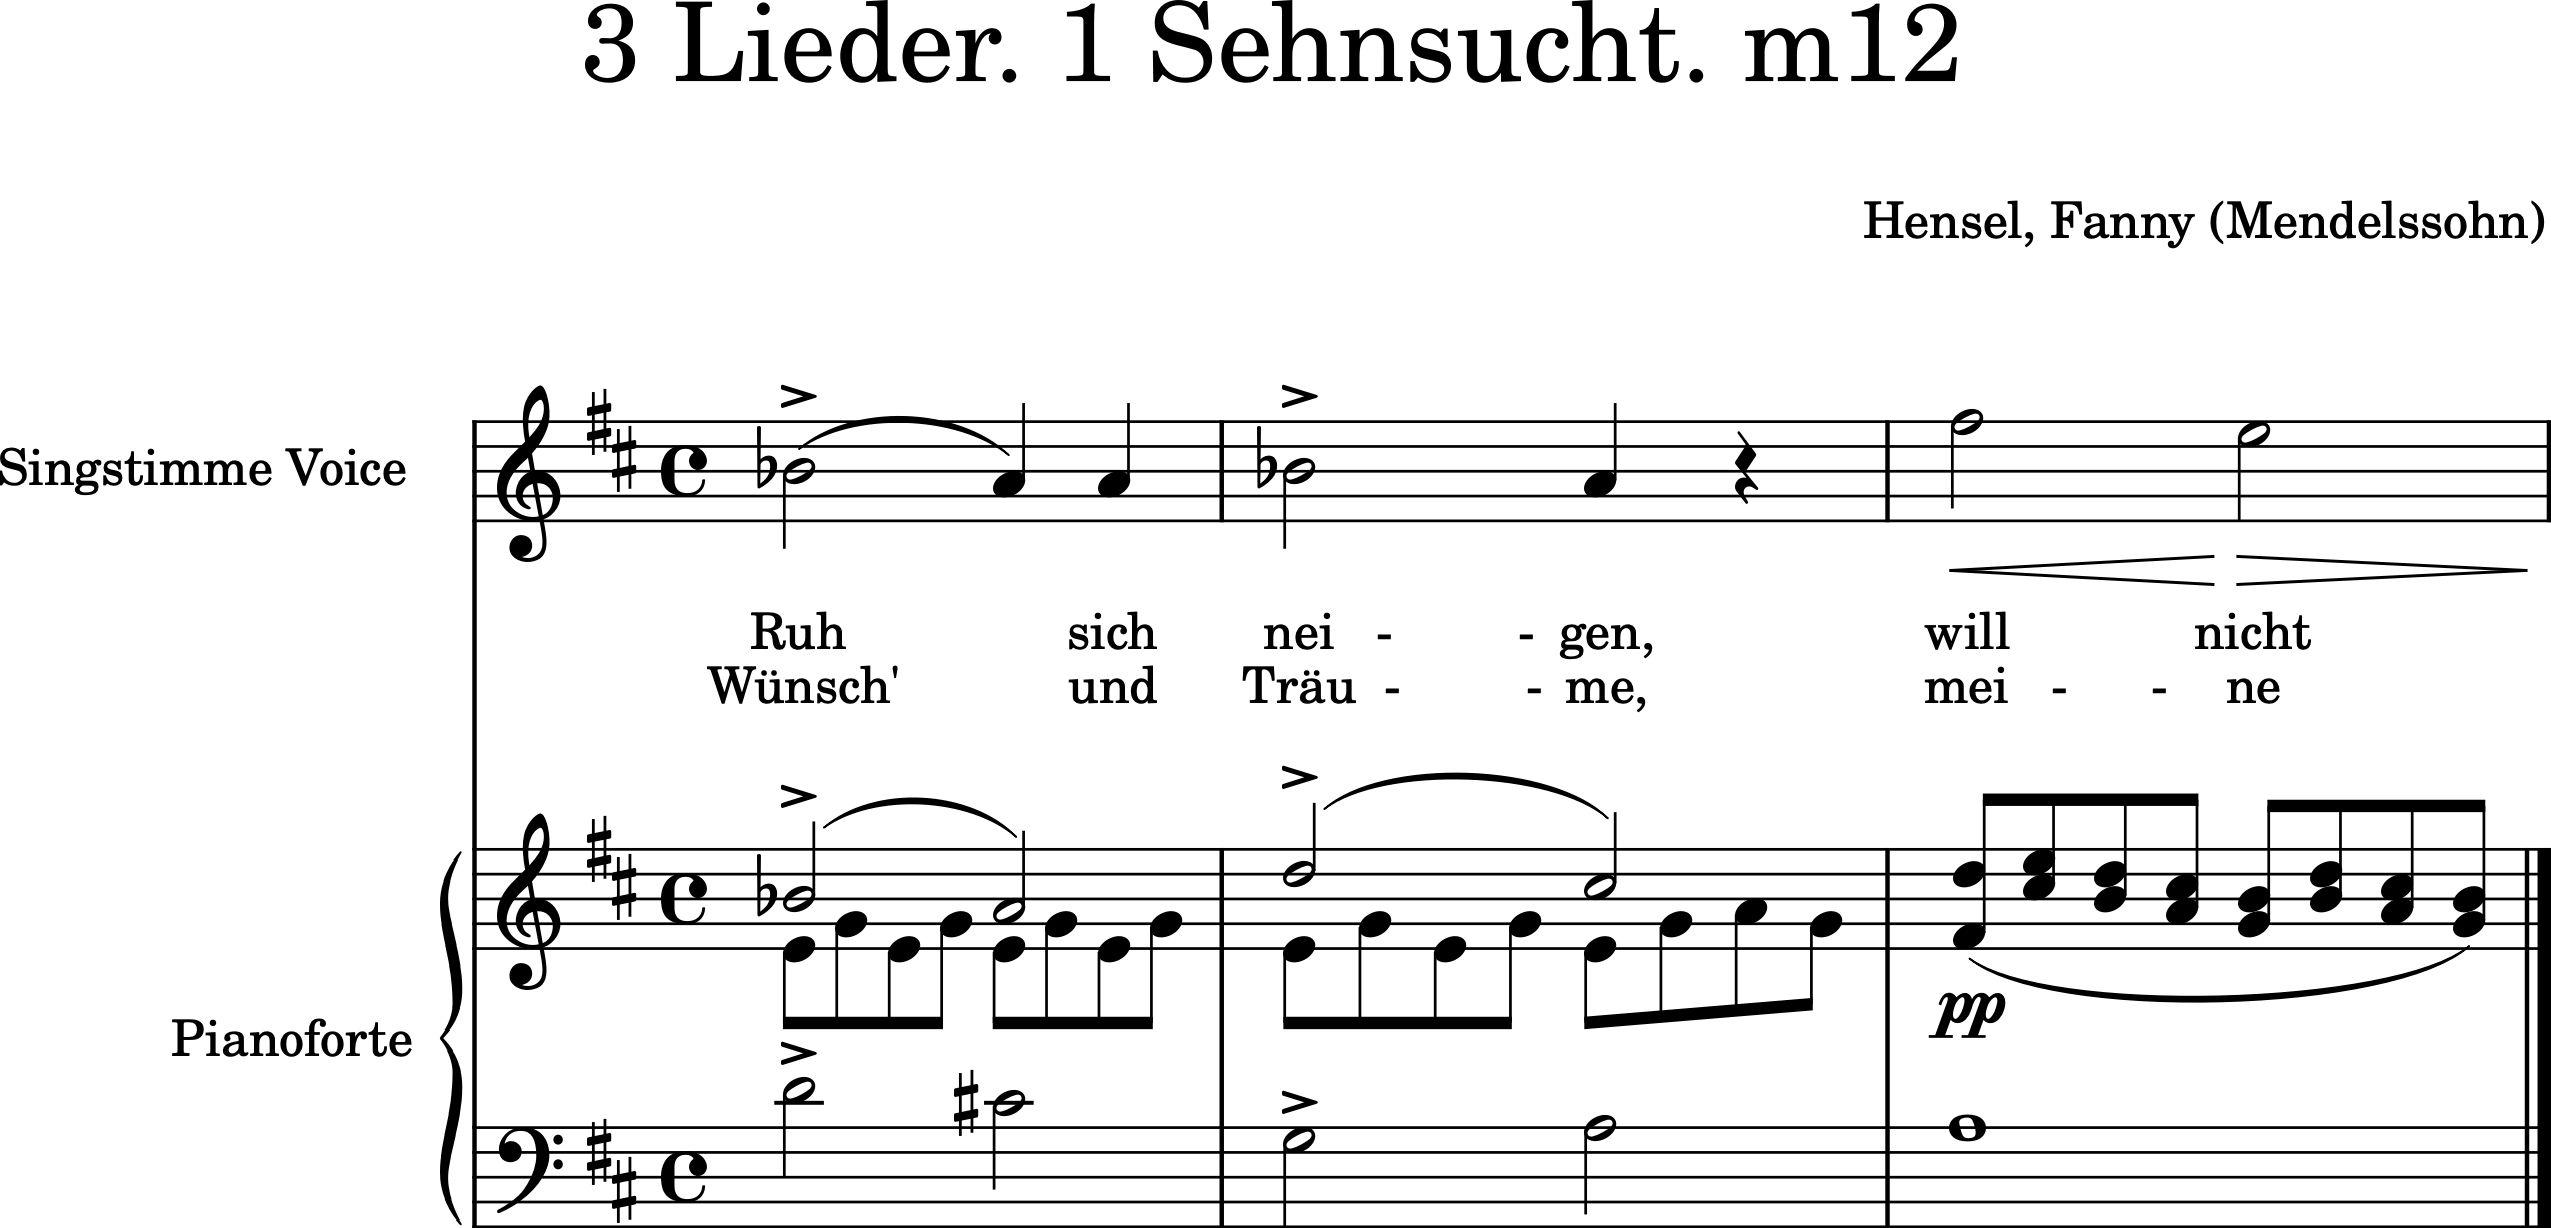 3 Lieder. 1 Sehnsucht. m12
Hensel, Fanny (Mendelssohn)
Singstimme Voice
Ruh sich nei - - gen, will nicht
Wünsch' und Träu - - me, mei - - ne
Pianoforte
pp